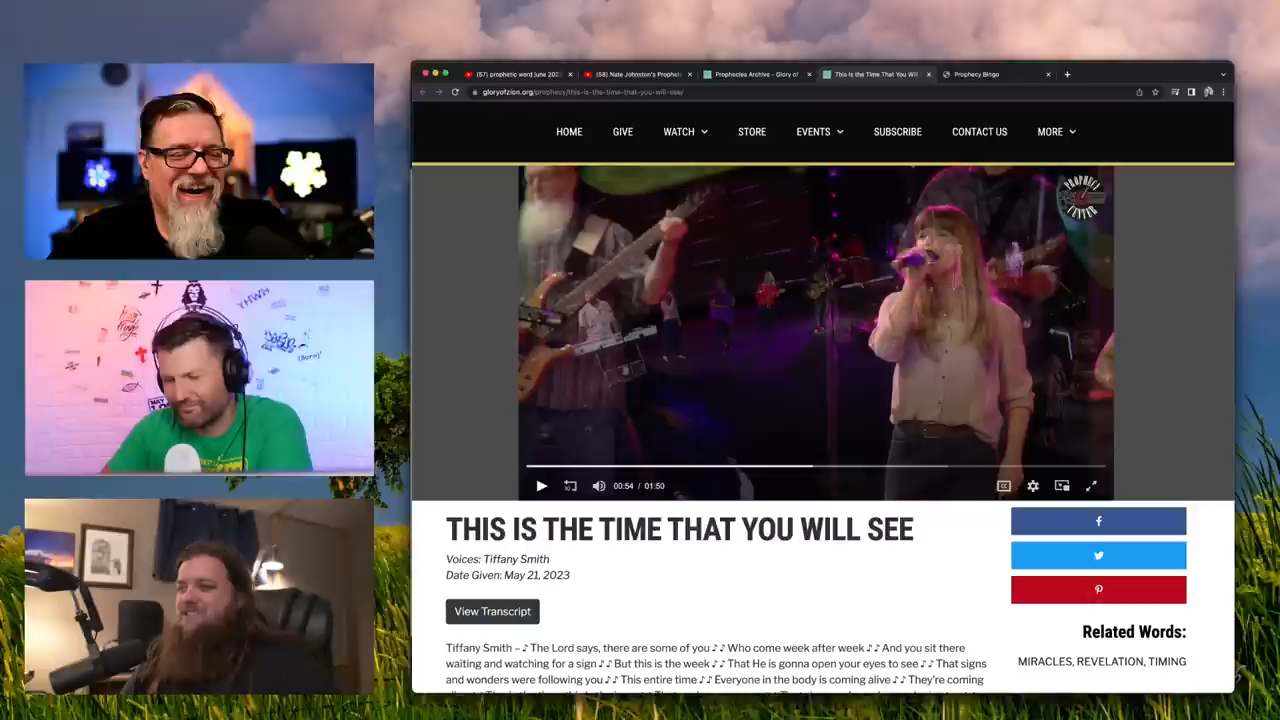 (57) prophetic word june 202
(58) Nate Johnston's Prophet
Prophecies Archive - Glory of
This Is the Time That You Will
Prophecy Bingo
gloryofzion.org/prophecy/this-is-the-time-that-you-will-see/
HOME GIVE WATCH STORE EVENTS SUBSCRIBE CONTACT US MORE
PROPHECY CENTER
YHWH
00:54 / 01:50
THIS IS THE TIME THAT YOU WILL SEE
Voices: Tiffany Smith
Date Given: May 21, 2023
View Transcript
Related Words:
MIRACLES, REVELATION, TIMING
Tiffany Smith – ♪ The Lord says, there are some of you ♪ ♪ Who come week after week ♪ ♪ And you sit there
waiting and watching for a sign ♪ ♪ But this is the week ♪ ♪ That He is gonna open your eyes to see ♪ ♪ That signs
and wonders were following you ♪ ♪ This entire time ♪ ♪ Everyone in the body is coming alive ♪ ♪ They're coming